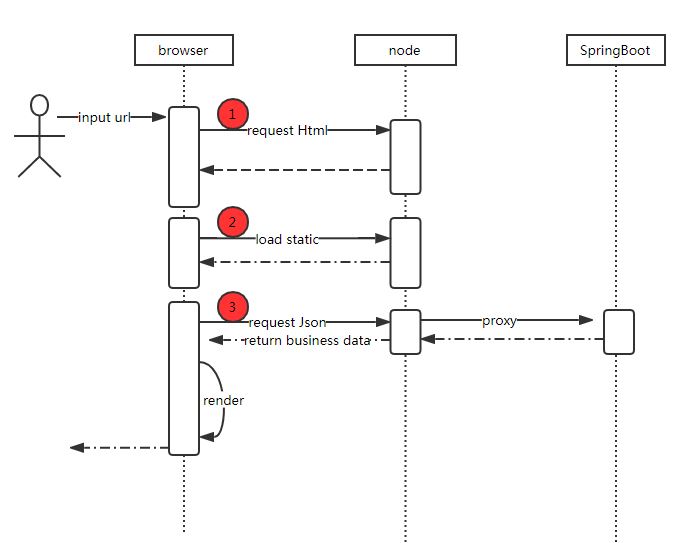 browser
node
SpringBoot
input url
1
request Html
2
load static
3
request Json
proxy
return business data
render